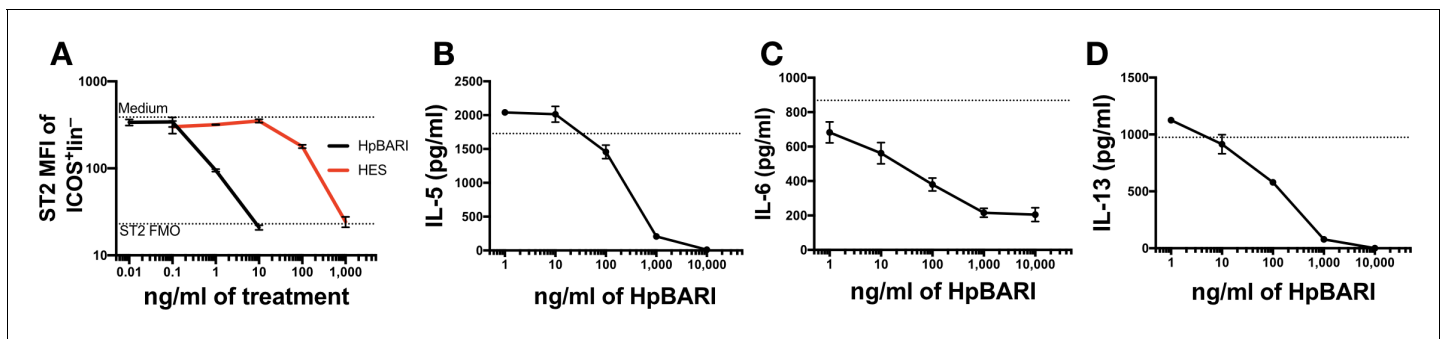 A
B
C
D
ST2 MFI of
ICOS+lin–
1000
100
10
Medium
ST2 FMO
0.01 0.1 1 10 100 1,000
ng/ml of treatment
HpBARI
HES
IL-5 (pg/ml)
2500
2000
1500
1000
500
0
1 10 100 1,000 10,000
ng/ml of HpBARI
IL-6 (pg/ml)
1000
800
600
400
200
0
1 10 100 1,000 10,000
ng/ml of HpBARI
IL-13 (pg/ml)
1500
1000
500
0
1 10 100 1,000 10,000
ng/ml of HpBARI